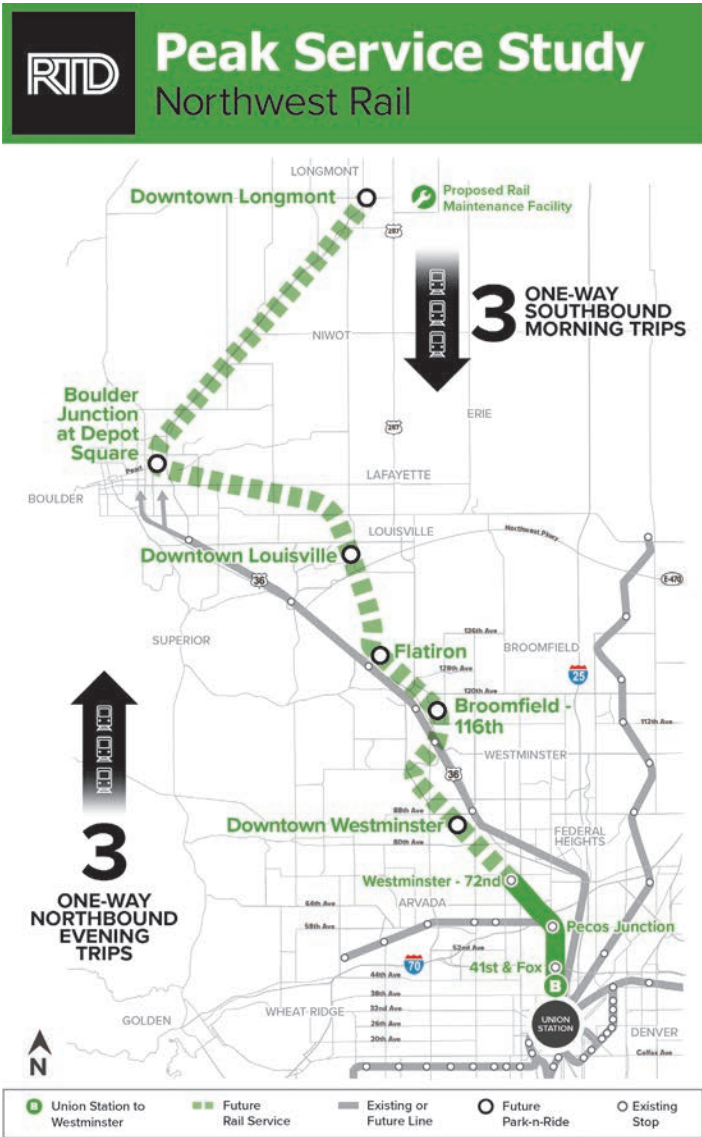 RTD
Peak Service Study
Northwest Rail
LONGMONT
Downtown Longmont
Proposed Rail
Maintenance Facility
287
3
ONE-WAY
SOUTHBOUND
MORNING TRIPS
NIWOT
Boulder
Junction
at Depot
Square
287
ERIE
Pearl
LAFAYETTE
BOULDER
LOUISVILLE
Northwest Pkwy
Downtown Louisville
36
E-470
SUPERIOR
136th Ave
BROOMFIELD
Flatiron
128th Ave
25
120th Ave
Broomfield -
116th
112th Ave
WESTMINSTER
36
88th Ave
Downtown Westminster
80th Ave
FEDERAL
HEIGHTS
3
ONE-WAY
NORTHBOUND
EVENING
TRIPS
Westminster - 72nd
64th Ave
ARVADA
58th Ave
Pecos Junction
52nd Ave
70
41st & Fox
44th Ave
B
38th Ave
WHEAT RIDGE
32nd Ave
GOLDEN
26th Ave
20th Ave
UNION
STATION
DENVER
Colfax Ave
N
B
Union Station to
Westminster
Future
Rail Service
Existing or
Future Line
Future
Park-n-Ride
Existing
Stop